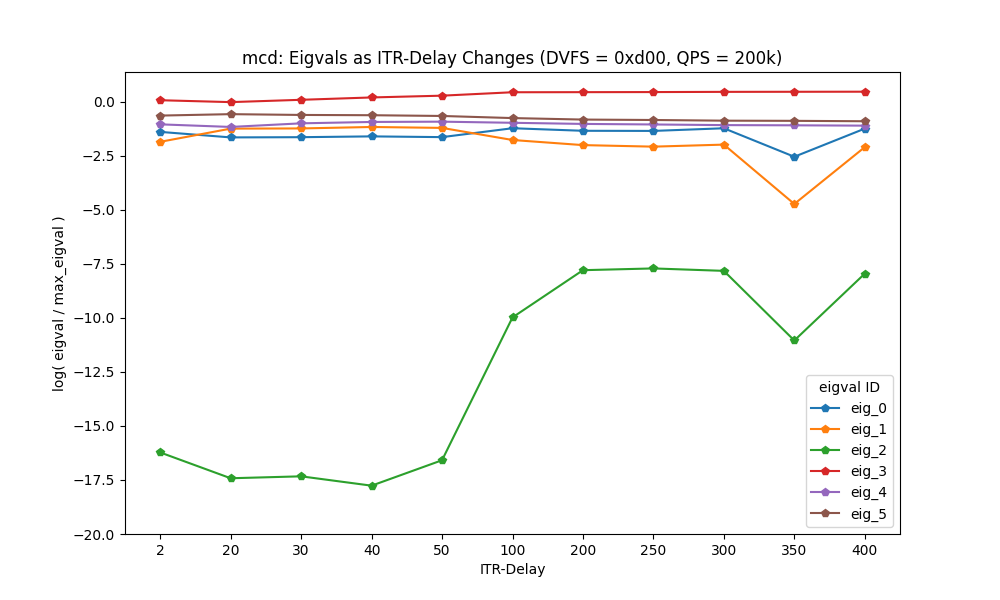 mcd: Eigvals as ITR-Delay Changes (DVFS = 0xd00, QPS = 200k)
log( eigval / max_eigval )
0.0
−2.5
−5.0
−7.5
−10.0
−12.5
−15.0
−17.5
−20.0
eigval ID
eig_0
eig_1
eig_2
eig_3
eig_4
eig_5
2 20 30 40 50 100 200 250 300 350 400
ITR-Delay